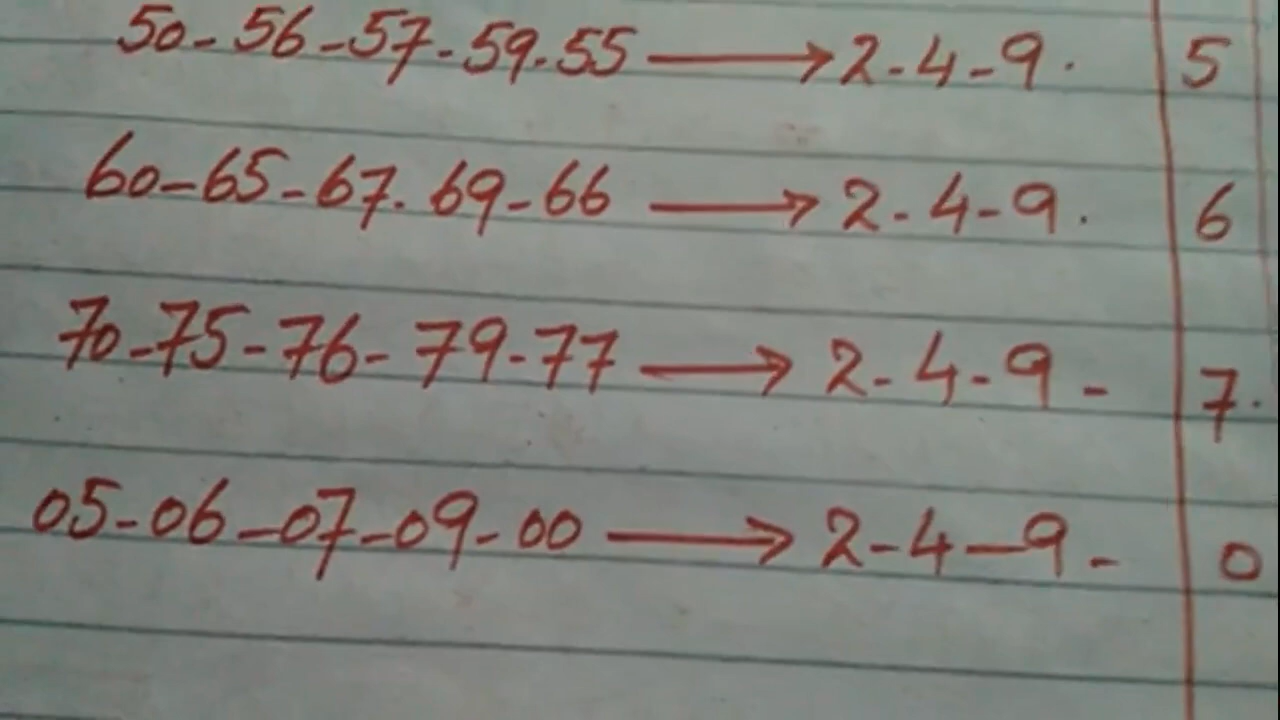 50-56-57-59.55 → 2-4-9. 5
60-65-67.69-66 → 2-4-9. 6
70-75-76-79-77 → 2-4-9- 7.
05-06-07-09-00 → 2-4-9- 0